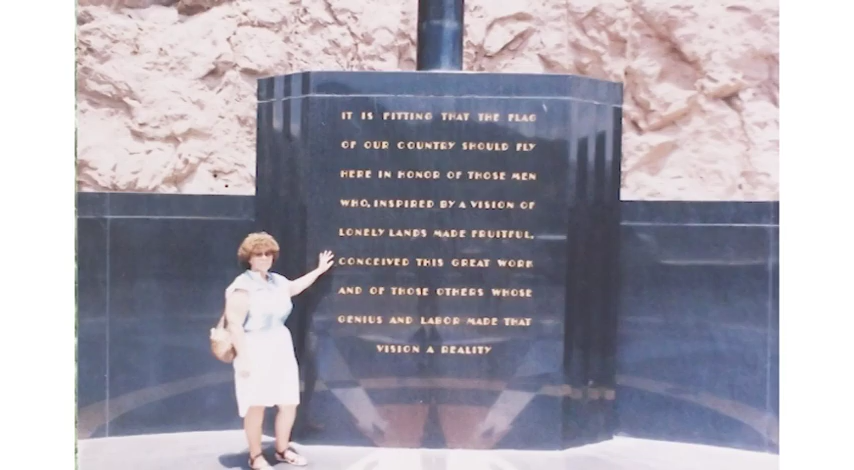 IT IS FITTING THAT THE FLAG
OF OUR COUNTRY SHOULD FLY
HERE IN HONOR OF THOSE MEN
WHO, INSPIRED BY A VISION OF
LONELY LANDS MADE FRUITFUL,
CONCEIVED THIS GREAT WORK
AND OF THOSE OTHERS WHOSE
GENIUS AND LABOR MADE THAT
VISION A REALITY